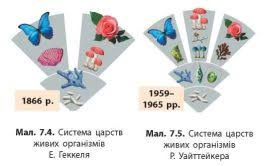 1866 рр.
1959–
1965 рр.
Мал. 7.4. Система царств
живих організмів
Е. Геккеля
Мал. 7.5. Система царств
живих організмів
Р. Уайттейкера